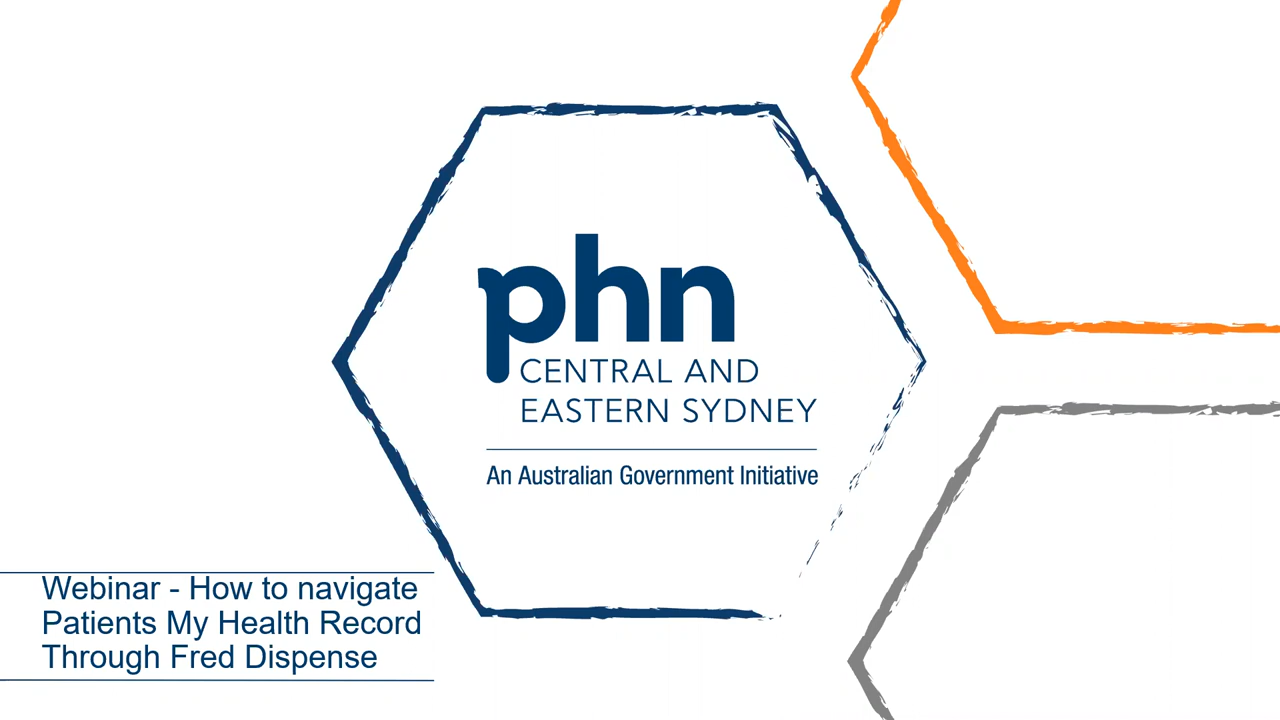 phn
CENTRAL AND
EASTERN SYDNEY
An Australian Government Initiative
Webinar - How to navigate
Patients My Health Record
Through Fred Dispense